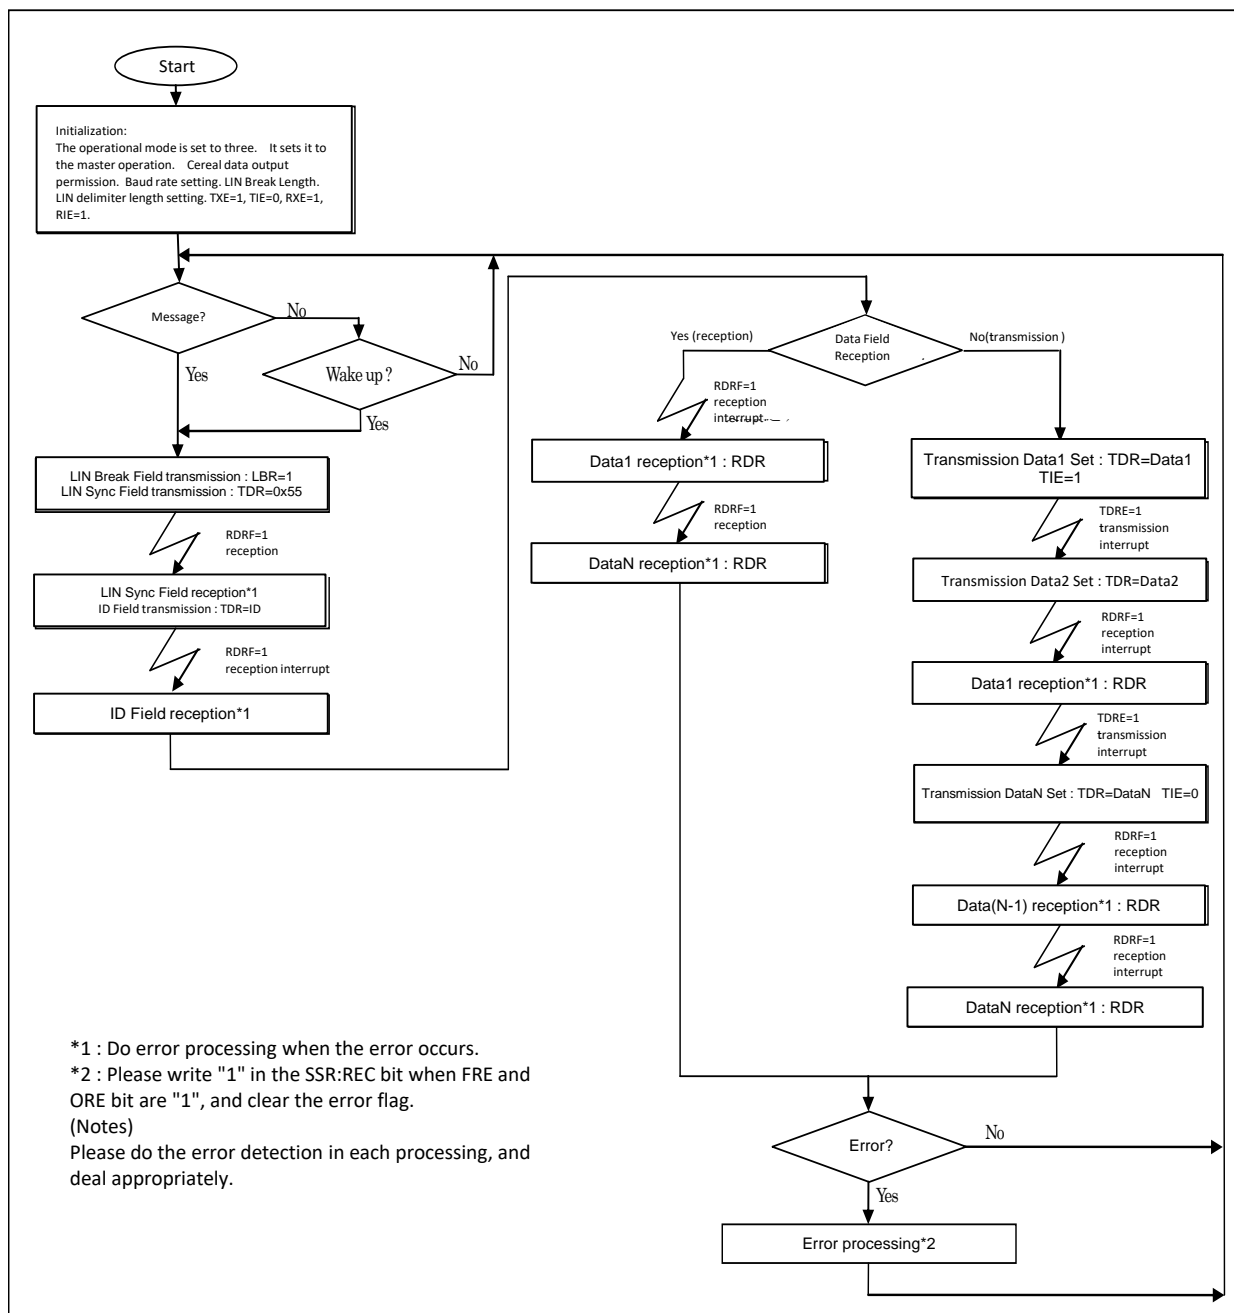 Start
Initialization:
The operational mode is set to three. It sets it to
the master operation. Cereal data output
permission. Baud rate setting. LIN Break Length.
LIN delimiter length setting. TXE=1, TIE=0, RXE=1,
RIE=1.
Message?
No
Yes
Wake up ?
No
Yes
LIN Break Field transmission : LBR=1
LIN Sync Field transmission : TDR=0x55
RDRF=1
reception
LIN Sync Field reception*1
ID Field transmission : TDR=ID
RDRF=1
reception interrupt
ID Field reception*1
Data Field
Reception
Yes (reception)
RDRF=1
reception
interrupt
Data1 reception*1 : RDR
RDRF=1
reception
DataN reception*1 : RDR
No(transmission )
Transmission Data1 Set : TDR=Data1
TIE=1
TDRE=1
transmission
interrupt
Transmission Data2 Set : TDR=Data2
RDRF=1
reception
interrupt
Data1 reception*1 : RDR
TDRE=1
transmission
interrupt
Transmission DataN Set : TDR=DataN TIE=0
RDRF=1
reception
interrupt
Data(N-1) reception*1 : RDR
RDRF=1
reception
interrupt
DataN reception*1 : RDR
Error?
No
Yes
Error processing*2
*1 : Do error processing when the error occurs.
*2 : Please write "1" in the SSR:REC bit when FRE and
ORE bit are "1", and clear the error flag.
(Notes)
Please do the error detection in each processing, and
deal appropriately.